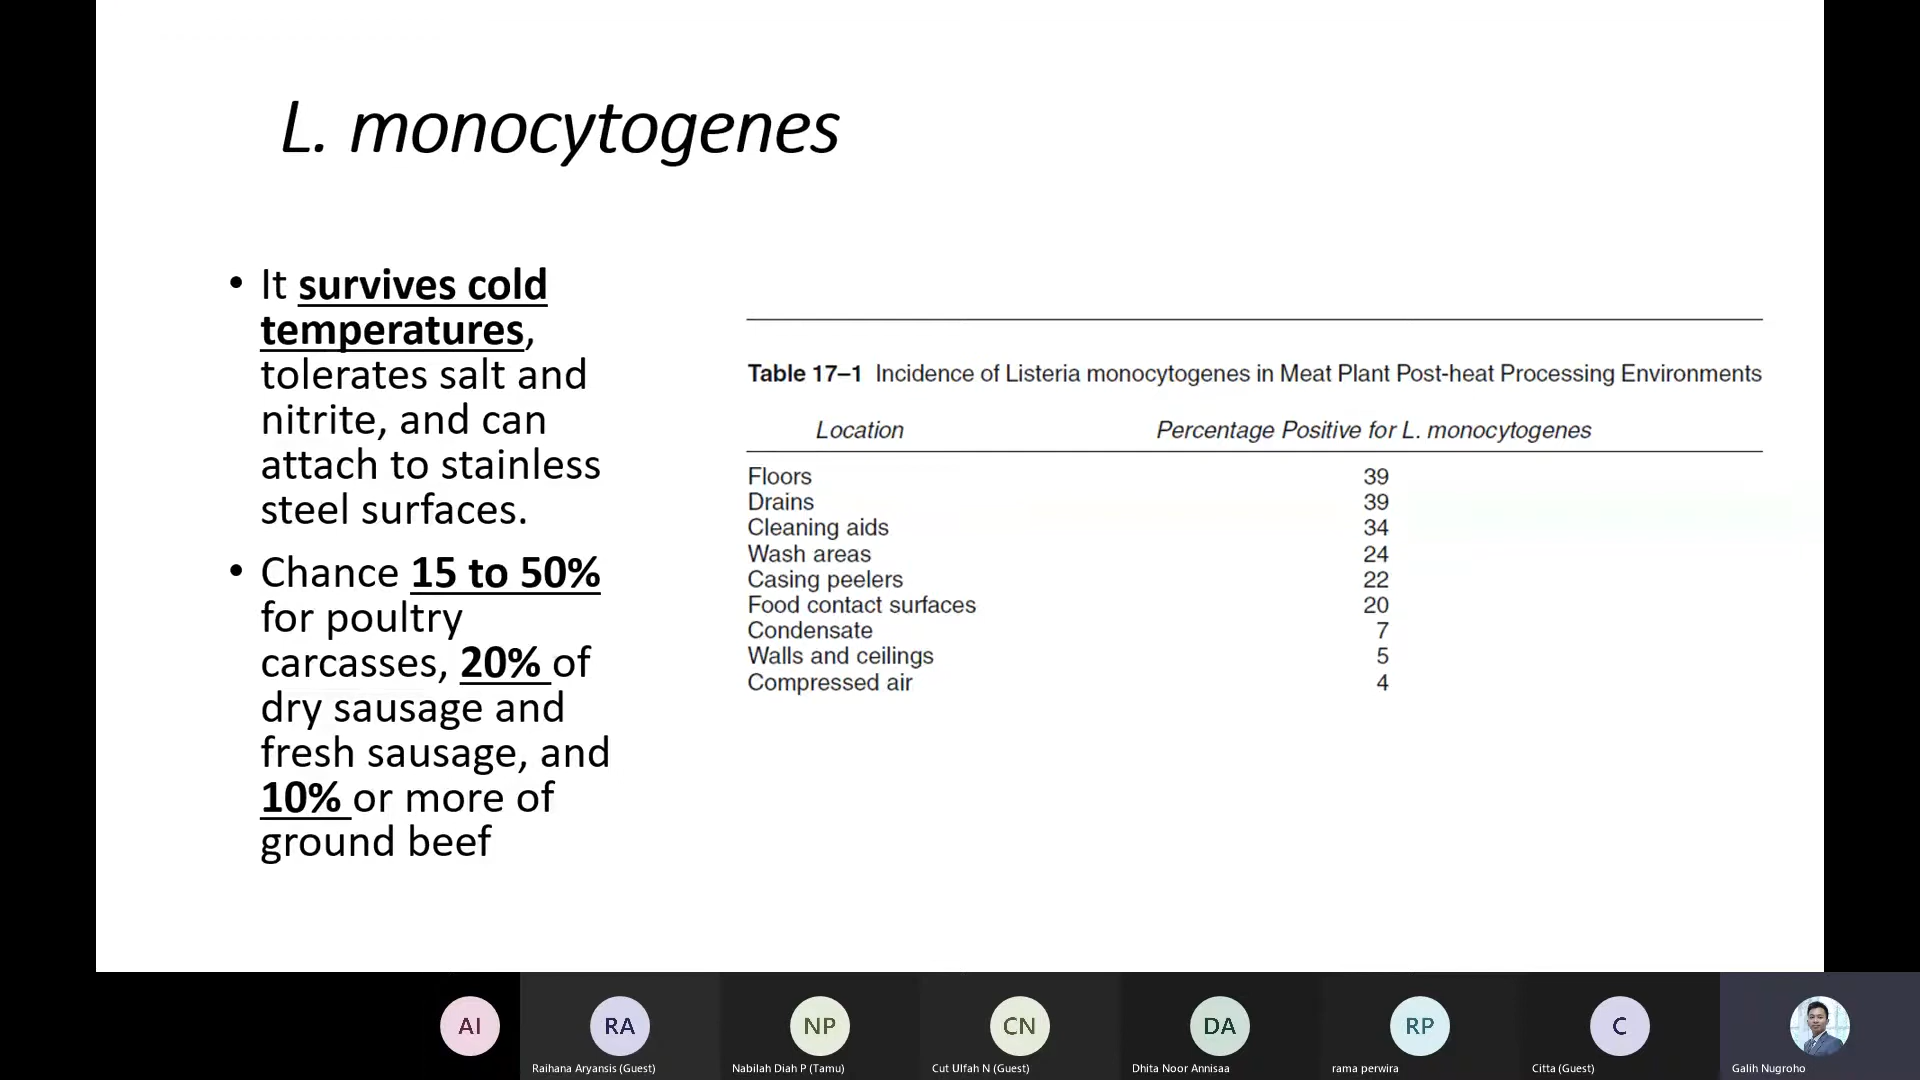 L. monocytogenes
• It survives cold
temperatures,
tolerates salt and
nitrite, and can
attach to stainless
steel surfaces.
• Chance 15 to 50%
for poultry
carcasses, 20% of
dry sausage and
fresh sausage, and
10% or more of
ground beef
Table 17–1 Incidence of Listeria monocytogenes in Meat Plant Post-heat Processing Environments
Location Percentage Positive for L. monocytogenes
Floors 39
Drains 39
Cleaning aids 34
Wash areas 24
Casing peelers 22
Food contact surfaces 20
Condensate 7
Walls and ceilings 5
Compressed air 4
AI RA NP CN DA RP C
Raihana Aryansis (Guest) Nabilah Diah P (Tamu) Cut Ulfah N (Guest) Dhita Noor Annisaa rama perwira Citta (Guest) Galih Nugroho